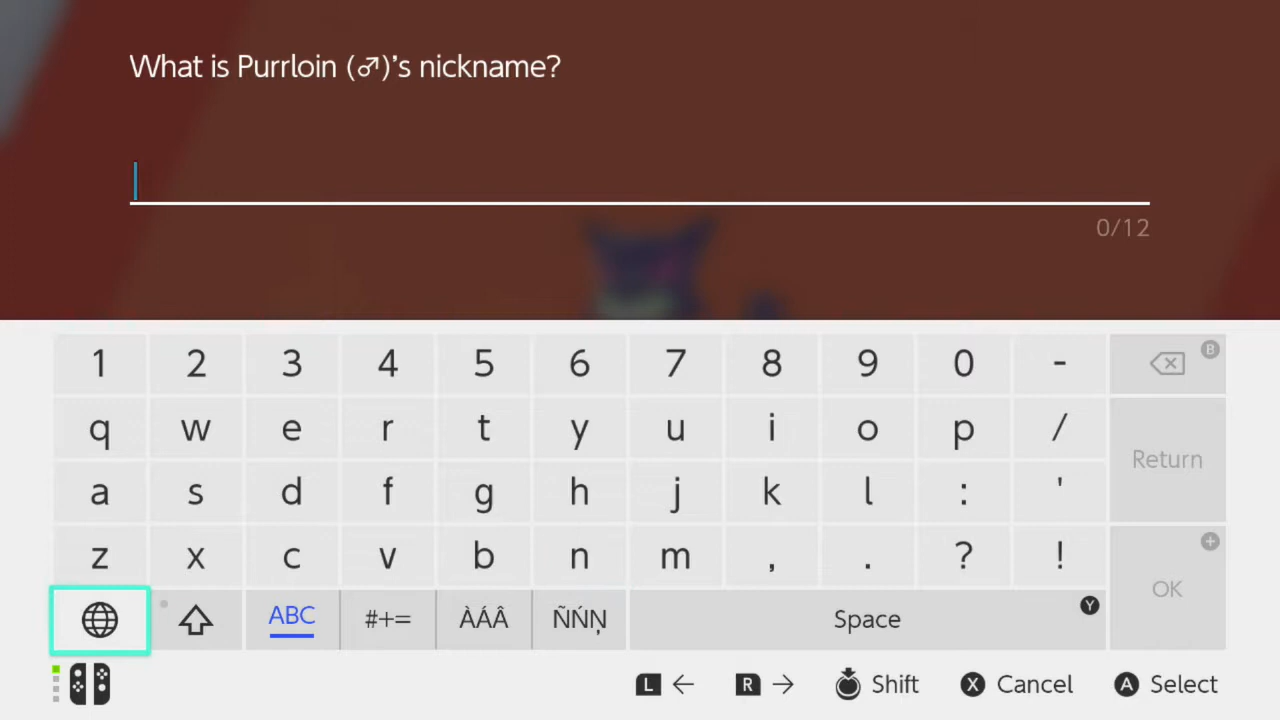 What is Purrloin (♂)'s nickname?
0/12
1 2 3 4 5 6 7 8 9 0 -
B
q w e r t y u i o p /
Return
a s d f g h j k l : '
z x c v b n m , . ? !
+
OK
ABC #+= ÀÁÂ ÑŃŅ Space Y
L ← R → Shift X Cancel A Select